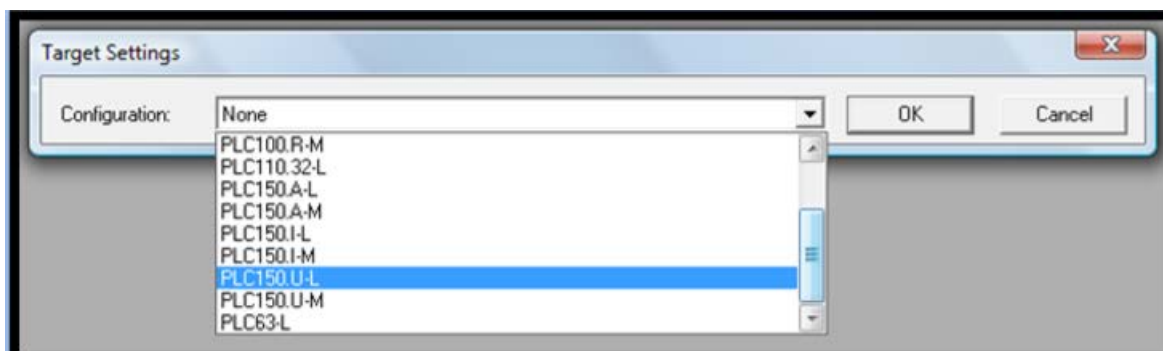 Target Settings
Configuration: None OK Cancel
PLC100.R-M
PLC110.32-L
PLC150.A-L
PLC150.A-M
PLC150.I-L
PLC150.I-M
PLC150.U-L
PLC150.U-M
PLC63-L